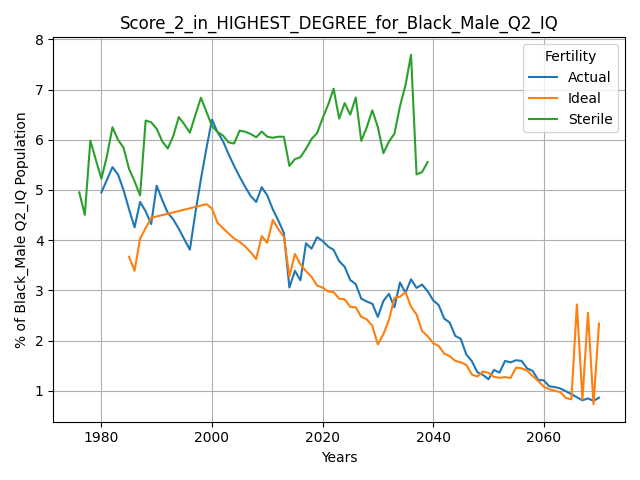 Score_2_in_HIGHEST_DEGREE_for_Black_Male_Q2_IQ
% of Black_Male Q2_IQ Population
8
7
6
5
4
3
2
1
Fertility
Actual
Ideal
Sterile
1980
2000
2020
2040
2060
Years